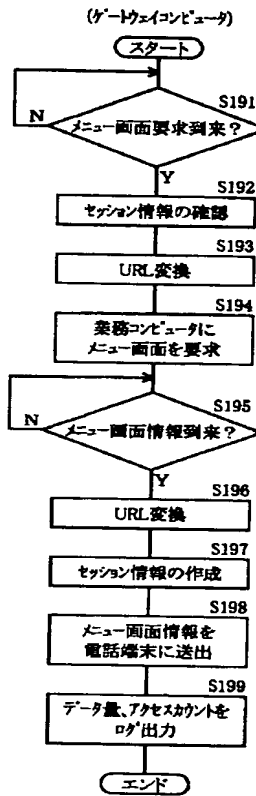 (ゲートウェイコンピュータ)
スタート
S191
メニュー画面要求到来?
N
Y
S192
セッション情報の確認
S193
URL変換
S194
業務コンピュータに
メニュー画面を要求
S195
N
メニュー画面情報到来?
Y
S196
URL変換
S197
セッション情報の作成
S198
メニュー画面情報を
電話端末に送出
S199
データ量、アクセスカウントを
ログ出力
エンド